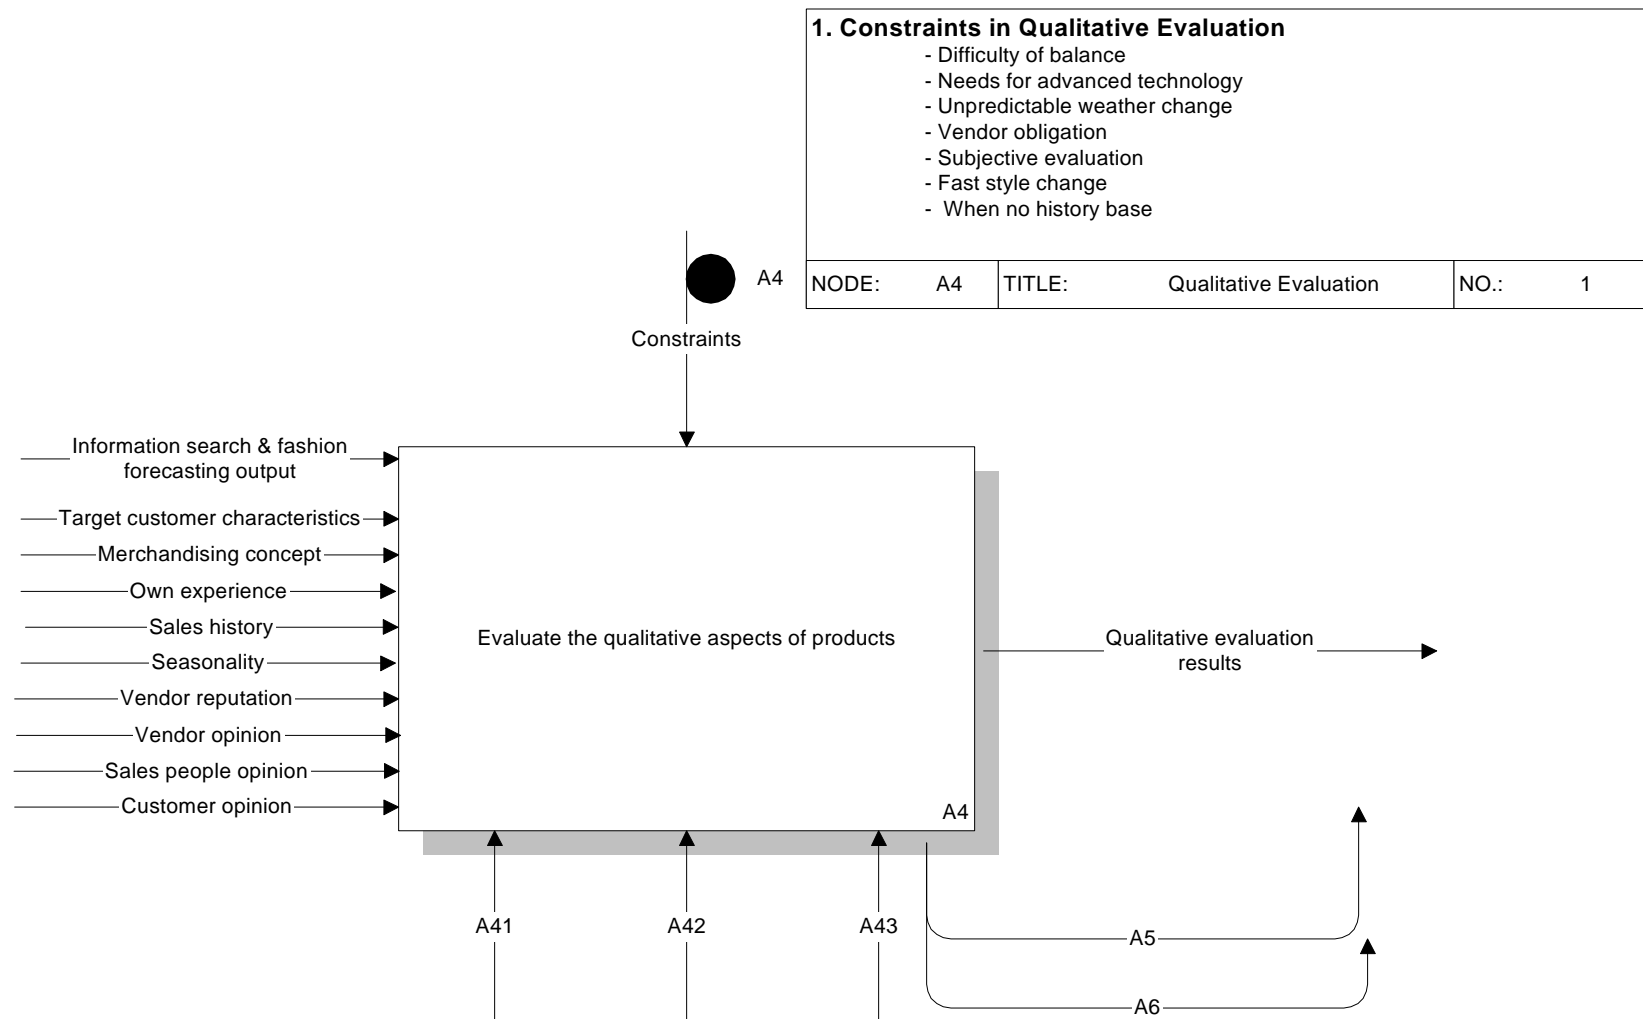 1. Constraints in Qualitative Evaluation
- Difficulty of balance
- Needs for advanced technology
- Unpredictable weather change
- Vendor obligation
- Subjective evaluation
- Fast style change
- When no history base
A4
NODE: A4 TITLE: Qualitative Evaluation NO.: 1
Constraints
Information search & fashion
forecasting output
Target customer characteristics
Merchandising concept
Own experience
Sales history
Seasonality
Vendor reputation
Vendor opinion
Sales people opinion
Customer opinion
Evaluate the qualitative aspects of products
A4
Qualitative evaluation
results
A41
A42
A43
A5
A6